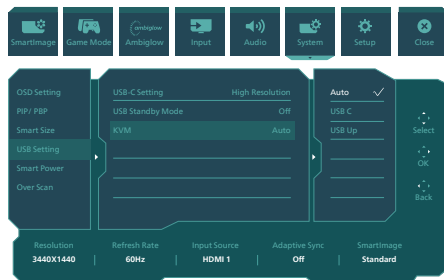 ambiglow
SmartImage Game Mode Ambiglow Input Audio System Setup Close
OSD Setting USB-C Setting High Resolution Auto
PIP/ PBP USB Standby Mode Off USB C
Smart Size KVM Auto USB Up Select
USB Setting
Smart Power OK
Over Scan
Back
Resolution Refresh Rate Input Source Adaptive Sync SmartImage
3440X1440 60Hz HDMI 1 Off Standard